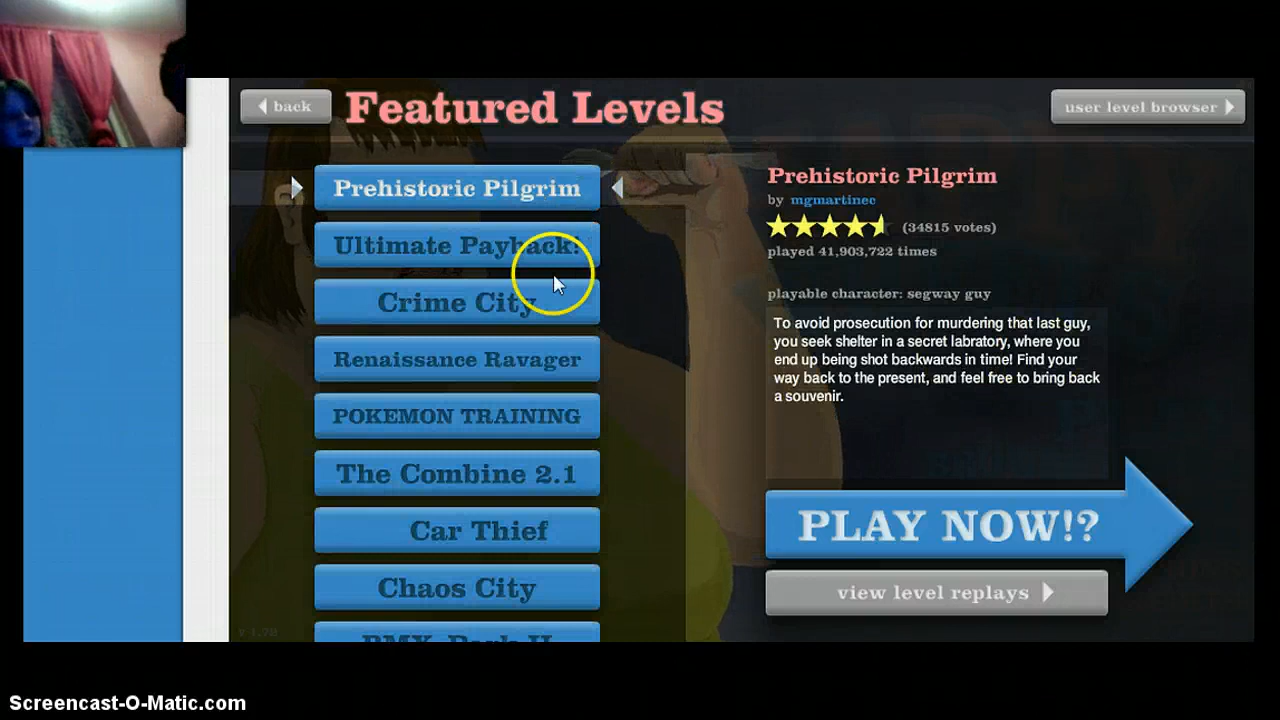 back
Featured Levels
user level browser
Prehistoric Pilgrim
Ultimate Payback!
Crime City
Renaissance Ravager
POKEMON TRAINING
The Combine 2.1
Car Thief
Chaos City
BMX Park II
Prehistoric Pilgrim
by mgmartinec
(34815 votes)
played 41,903,722 times
playable character: segway guy
To avoid prosecution for murdering that last guy,
you seek shelter in a secret labratory, where you
end up being shot backwards in time! Find your
way back to the present, and feel free to bring back
a souvenir.
PLAY NOW!?
view level replays
Screencast-O-Matic.com